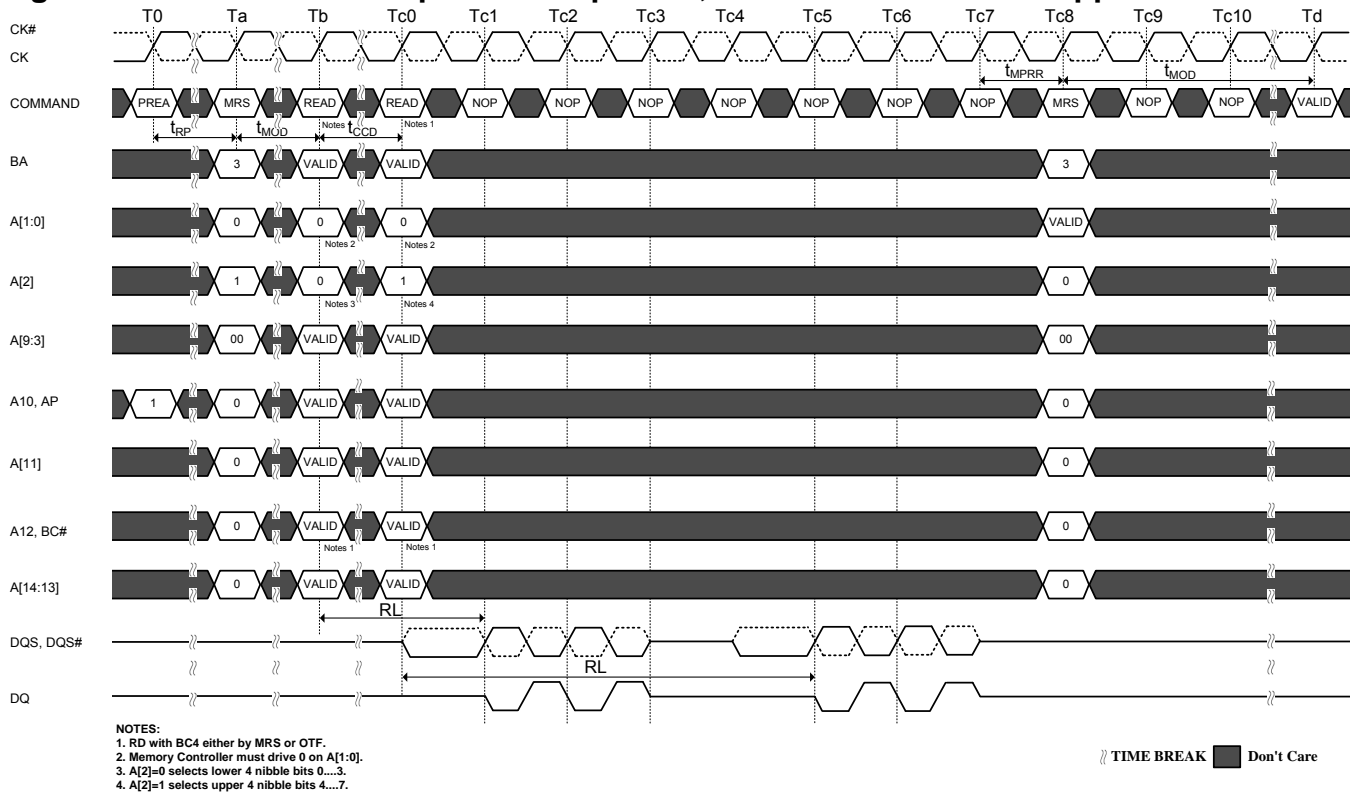 T0 Ta Tb Tc0 Tc1 Tc2 Tc3 Tc4 Tc5 Tc6 Tc7 Tc8 Tc9 Tc10 Td
CK#
CK
tMPRR tMOD
COMMAND PREA MRS READ READ NOP NOP NOP NOP NOP NOP NOP MRS NOP NOP VALID
Notes 1 Notes 1
tRP tMOD tCCD
BA 3 VALID VALID 3
A[1:0] 0 0 0 VALID
Notes 2 Notes 2
A[2] 1 0 1 0
Notes 3 Notes 4
A[9:3] 00 VALID VALID 00
A10, AP 1 0 VALID VALID 0
A[11] 0 VALID VALID 0
A12, BC# 0 VALID VALID 0
Notes 1 Notes 1
A[14:13] 0 VALID VALID 0
RL
DQS, DQS#
RL
DQ
NOTES:
1. RD with BC4 either by MRS or OTF.
2. Memory Controller must drive 0 on A[1:0].
3. A[2]=0 selects lower 4 nibble bits 0....3.
4. A[2]=1 selects upper 4 nibble bits 4....7.
TIME BREAK Don't Care